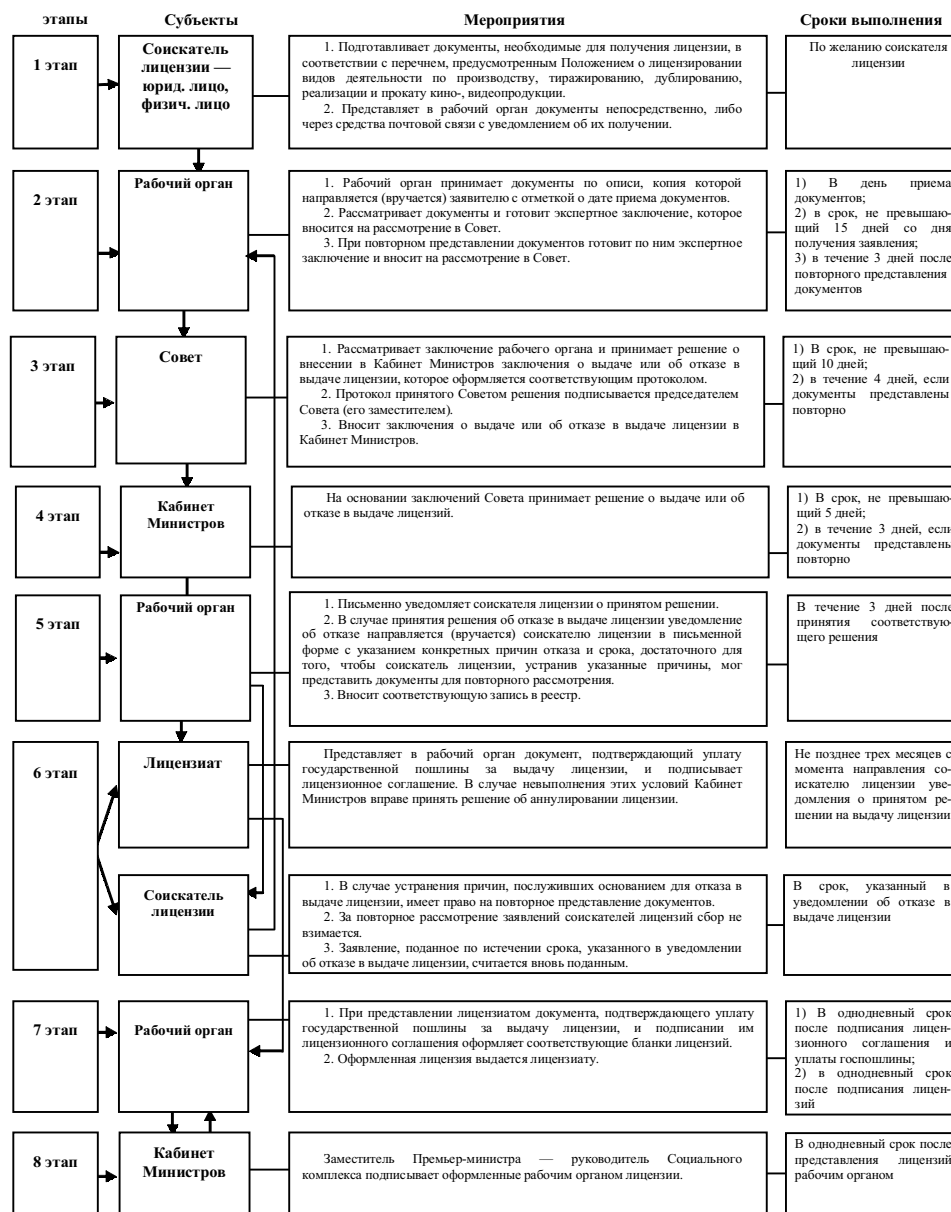 этапы Субъекты Мероприятия Сроки выполнения
1 этап
Соискатель
лицензии —
юрид. лицо,
физич. лицо
1. Подготавливает документы, необходимые для получения лицензии, в
соответствии с перечнем, предусмотренным Положением о лицензировании
видов деятельности по производству, тиражированию, дублированию,
реализации и прокату кино-, видеопродукции.
2. Представляет в рабочий орган документы непосредственно, либо
через средства почтовой связи с уведомлением об их получении.
По желанию соискателя
лицензии
2 этап
Рабочий орган
1. Рабочий орган принимает документы по описи, копия которой
направляется (вручается) заявителю с отметкой о дате приема документов.
2. Рассматривает документы и готовит экспертное заключение, которое
вносится на рассмотрение в Совет.
3. При повторном представлении документов готовит по ним экспертное
заключение и вносит на рассмотрение в Совет.
1) В день приема
документов;
2) в срок, не превышаю-
щий 15 дней со дня
получения заявления;
3) в течение 3 дней после
повторного представления
документов
3 этап
Совет
1. Рассматривает заключение рабочего органа и принимает решение о
внесении в Кабинет Министров заключения о выдаче или об отказе в
выдаче лицензии, которое оформляется соответствующим протоколом.
2. Протокол принятого Советом решения подписывается председателем
Совета (его заместителем).
3. Вносит заключения о выдаче или об отказе в выдаче лицензии в
Кабинет Министров.
1) В срок, не превышаю-
щий 10 дней;
2) в течение 4 дней, если
документы представлены
повторно
4 этап
Кабинет
Министров
На основании заключений Совета принимает решение о выдаче или об
отказе в выдаче лицензий.
1) В срок, не превышаю-
щий 5 дней;
2) в течение 3 дней, если
документы представлены
повторно
5 этап
Рабочий орган
1. Письменно уведомляет соискателя лицензии о принятом решении.
2. В случае принятия решения об отказе в выдаче лицензии уведомление
об отказе направляется (вручается) соискателю лицензии в письменной
форме с указанием конкретных причин отказа и срока, достаточного для
того, чтобы соискатель лицензии, устранив указанные причины, мог
представить документы для повторного рассмотрения.
3. Вносит соответствующую запись в реестр.
В течение 3 дней после
принятия соответствую-
щего решения
6 этап
Лицензиат
Представляет в рабочий орган документ, подтверждающий уплату
государственной пошлины за выдачу лицензии, и подписывает
лицензионное соглашение. В случае невыполнения этих условий Кабинет
Министров вправе принять решение об аннулировании лицензии.
Не позднее трех месяцев с
момента направления со-
искателю лицензии уве-
домления о принятом ре-
шении на выдачу лицензии
Соискатель
лицензии
1. В случае устранения причин, послуживших основанием для отказа в
выдаче лицензии, имеет право на повторное представление документов.
2. За повторное рассмотрение заявлений соискателей лицензий сбор не
взимается.
3. Заявление, поданное по истечении срока, указанного в уведомлении
об отказе в выдаче лицензии, считается вновь поданным.
В срок, указанный в
уведомлении об отказе в
выдаче лицензии
7 этап
Рабочий орган
1. При представлении лицензиатом документа, подтверждающего уплату
государственной пошлины за выдачу лицензии, и подписании им
лицензионного соглашения оформляет соответствующие бланки лицензий.
2. Оформленная лицензия выдается лицензиату.
1) В однодневный срок
после подписания лицен-
зионного соглашения и
уплаты госпошлины;
2) в однодневный срок
после подписания лицен-
зий
8 этап
Кабинет
Министров
Заместитель Премьер-министра — руководитель Социального
комплекса подписывает оформленные рабочим органом лицензии.
В однодневный срок после
представления лицензий
рабочим органом